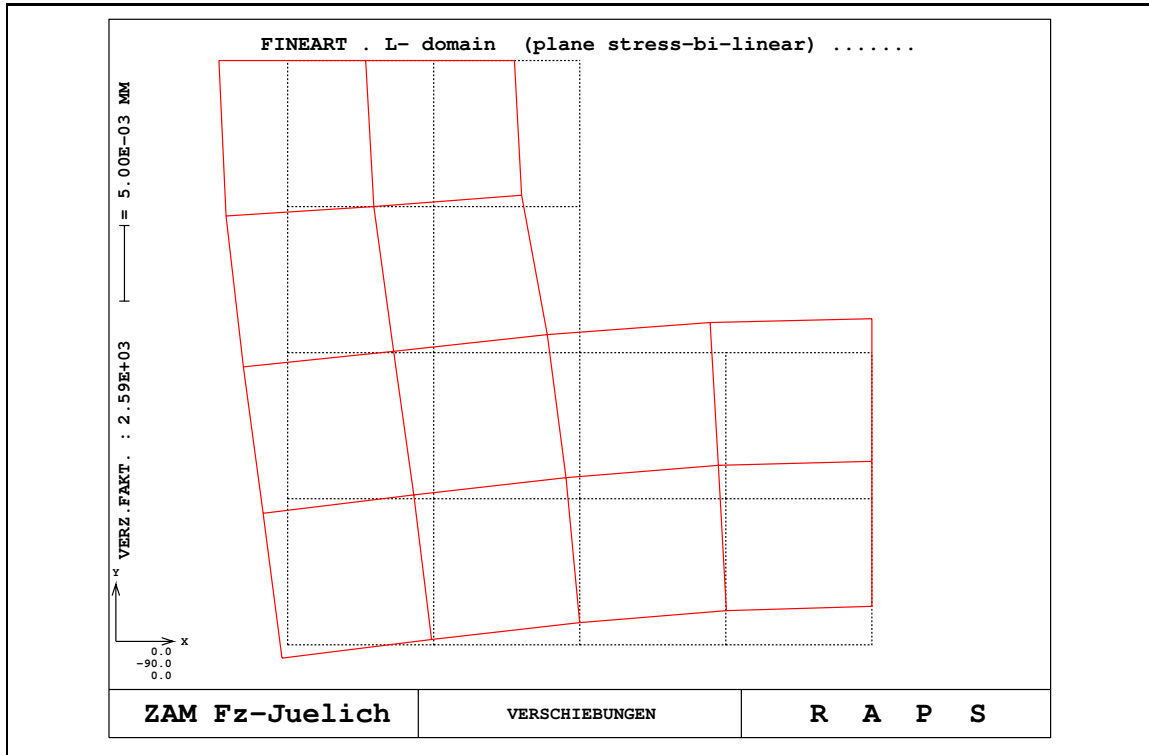 FINEART . L- domain (plane stress-bi-linear) .......
VERZ.FAKT. : 2.59E+03 = 5.00E-03 MM
Y
X
0.0
-90.0
0.0
ZAM Fz-Juelich
VERSCHIEBUNGEN
R A P S